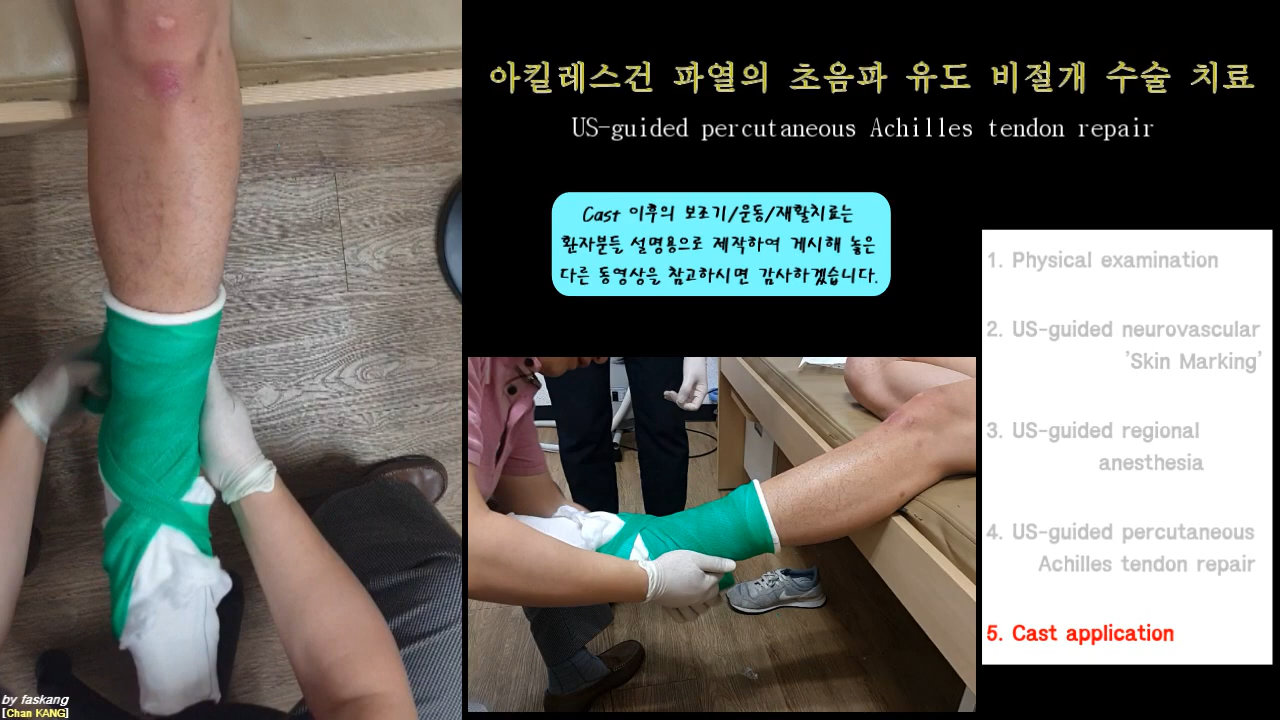 아킬레스건 파열의 초음파 유도 비절개 수술 치료
US-guided percutaneous Achilles tendon repair
Cast 이후의 보조기/운동/재활치료는
환자분들 설명용으로 제작하여 게시해 놓은
다른 동영상을 참고하시면 감사하겠습니다.
1. Physical examination
2. US-guided neurovascular
'Skin Marking'
3. US-guided regional
anesthesia
4. US-guided percutaneous
Achilles tendon repair
5. Cast application
by faskang
[Chan KANG]